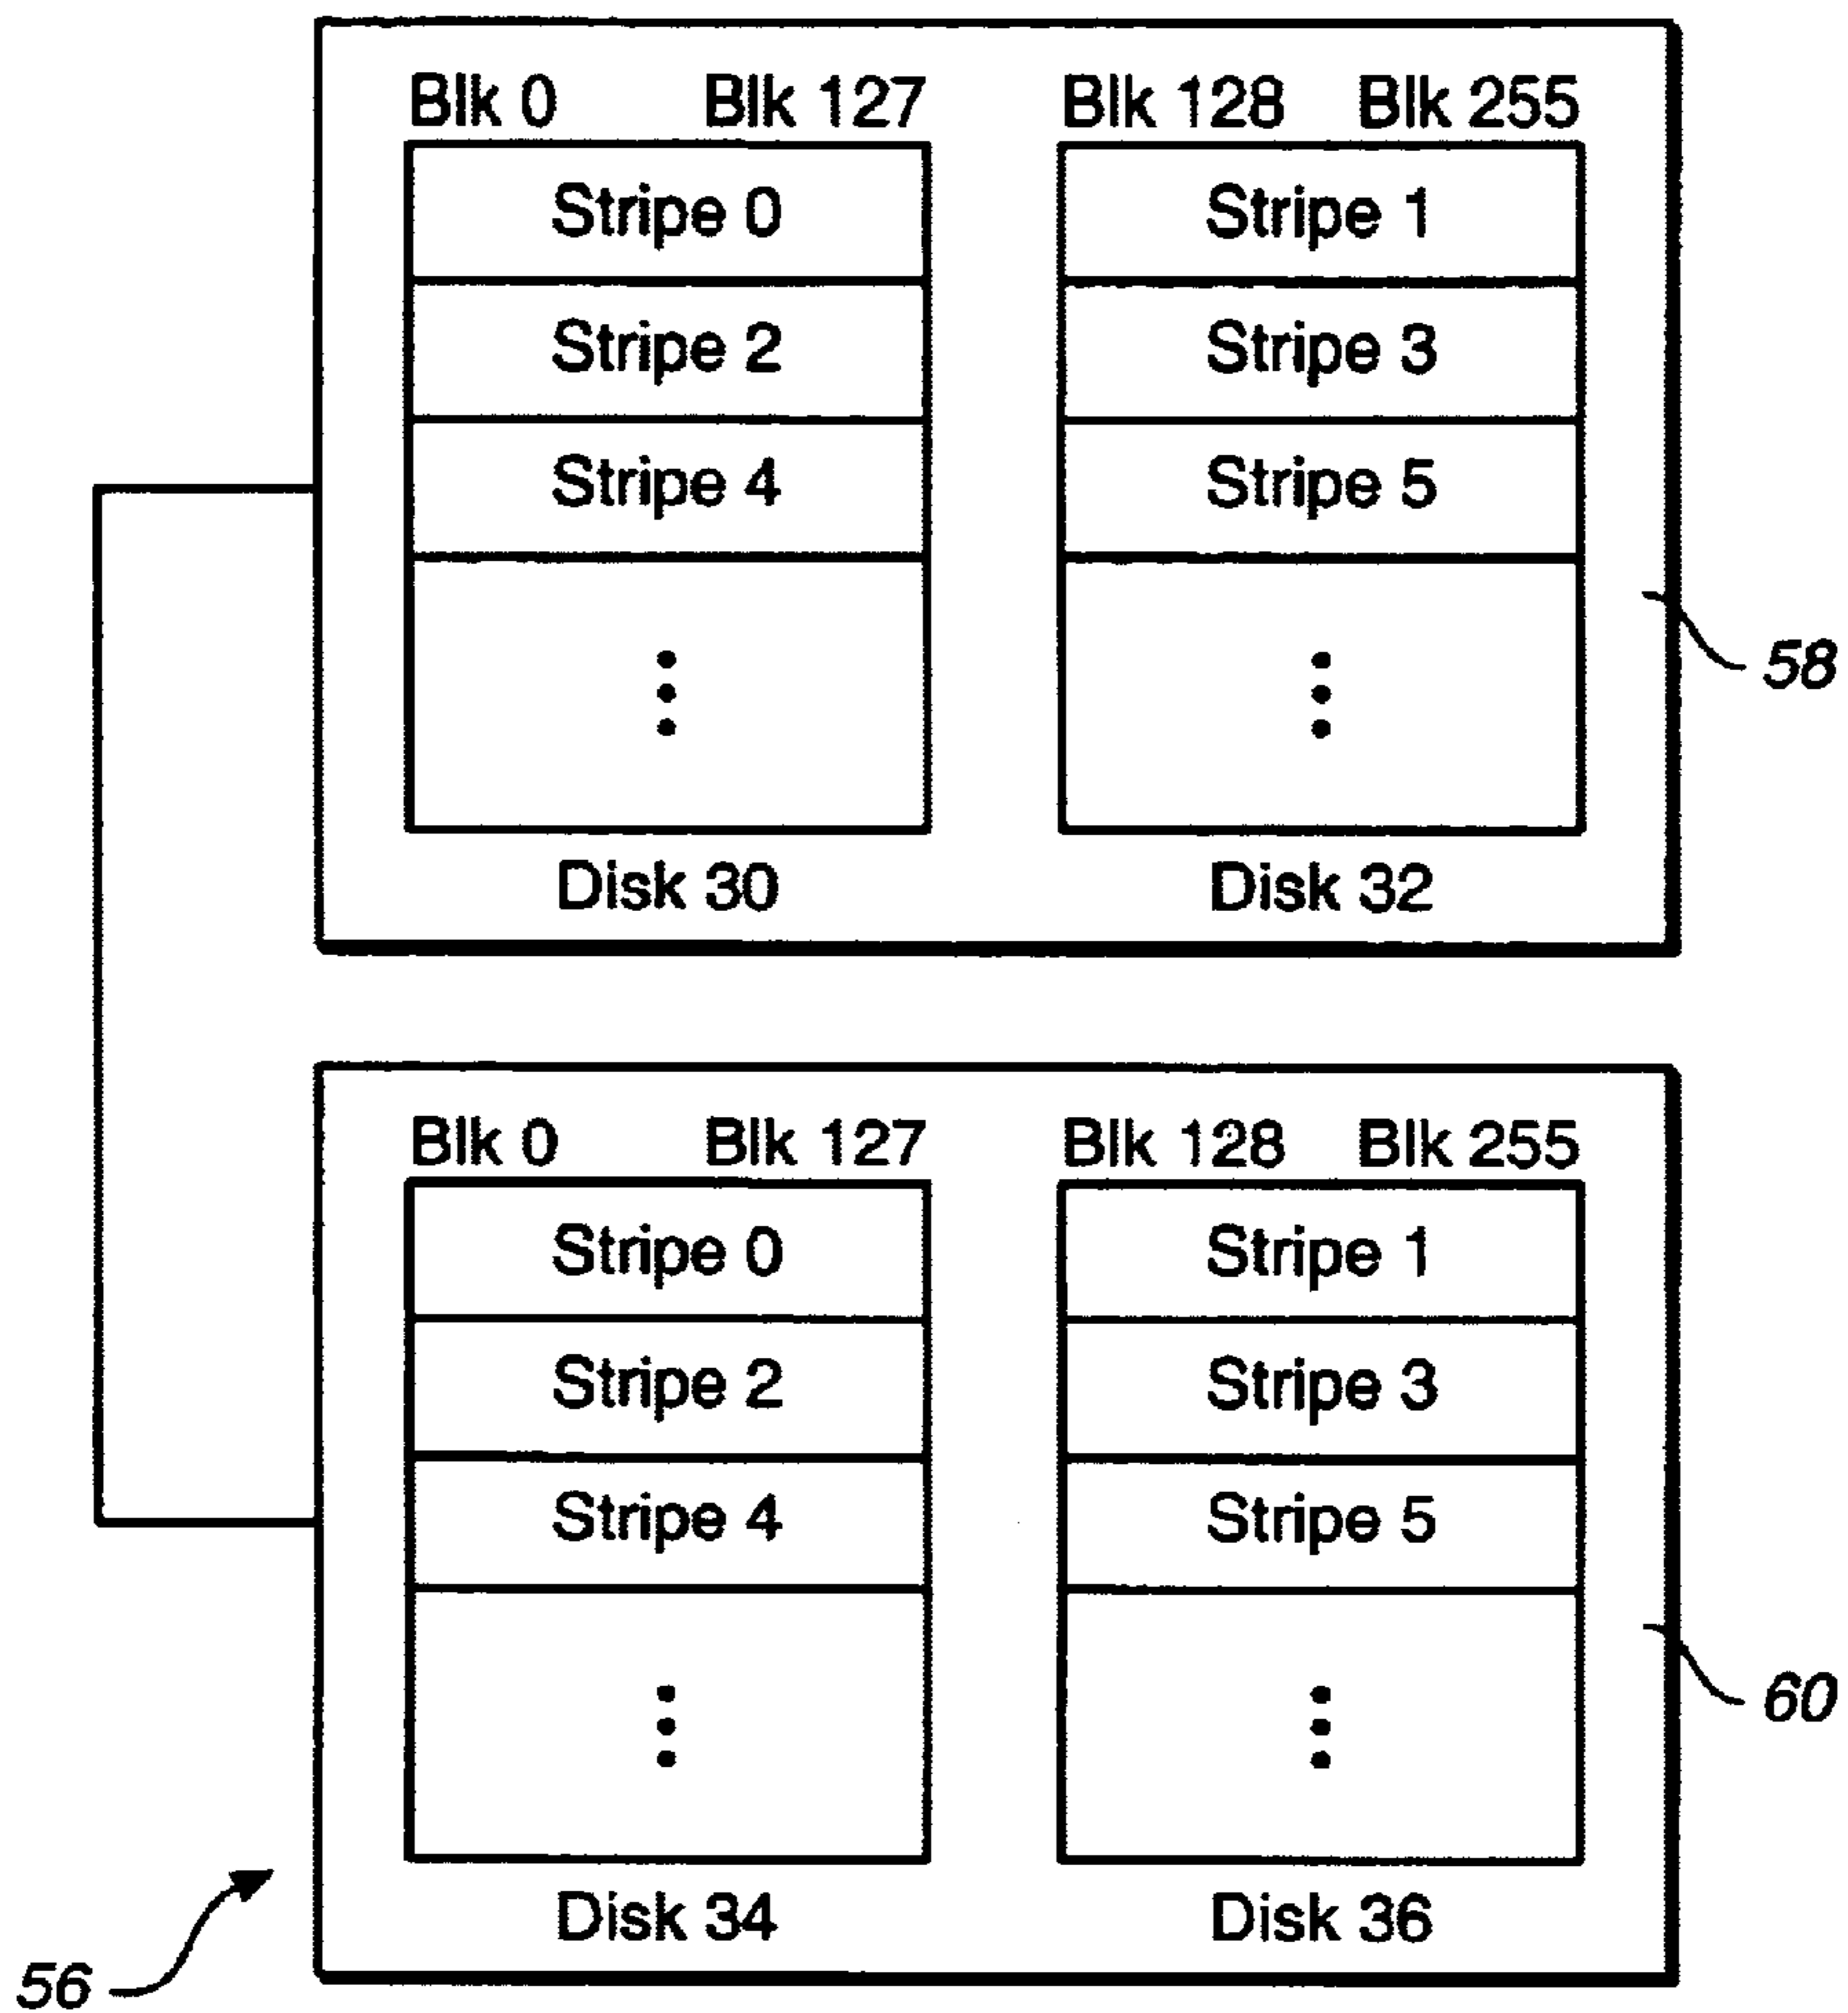 Blk 0 Blk 127 Blk 128 Blk 255
Stripe 0 Stripe 1
Stripe 2 Stripe 3
Stripe 4 Stripe 5
58
Disk 30 Disk 32
Blk 0 Blk 127 Blk 128 Blk 255
Stripe 0 Stripe 1
Stripe 2 Stripe 3
Stripe 4 Stripe 5
60
Disk 34 Disk 36
56